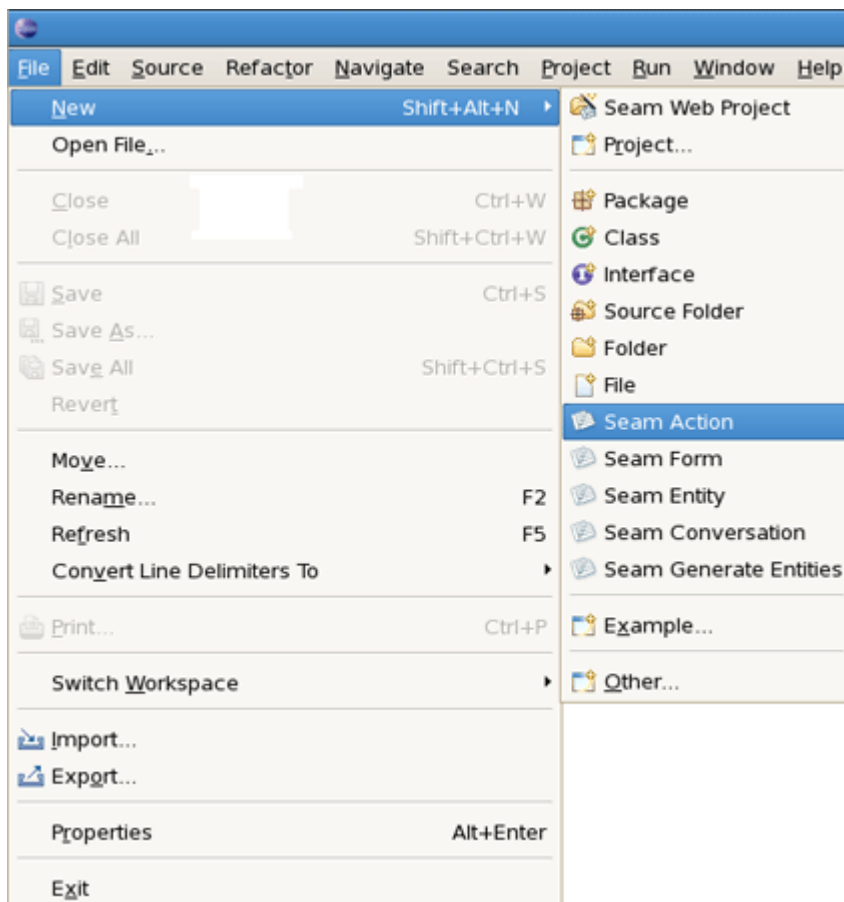 File Edit Source Refactor Navigate Search Project Run Window Help
New Shift+Alt+N
Open File...
Close Ctrl+W
Close All Shift+Ctrl+W
Save Ctrl+S
Save As...
Save All Shift+Ctrl+S
Revert
Move...
Rename... F2
Refresh F5
Convert Line Delimiters To
Print... Ctrl+P
Switch Workspace
Import...
Export...
Properties Alt+Enter
Exit
Seam Web Project
Project...
Package
Class
Interface
Source Folder
Folder
File
Seam Action
Seam Form
Seam Entity
Seam Conversation
Seam Generate Entities
Example...
Other...